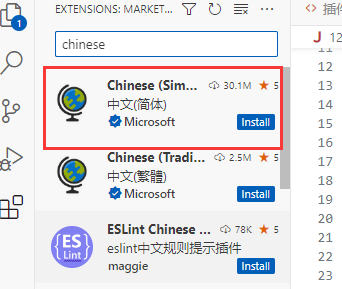 EXTENSIONS: MARKET...
chinese
Chinese (Sim... 30.1M 5
中文(简体)
Microsoft Install
Chinese (Tradi... 2.5M 5
中文(繁體)
Microsoft Install
ES Lint
ESLint Chinese ... 78K 5
eslint中文规则提示插件
maggie Install
1
插件
J 12
11
12
13
14
15
16
17
18
19
20
21
22
23